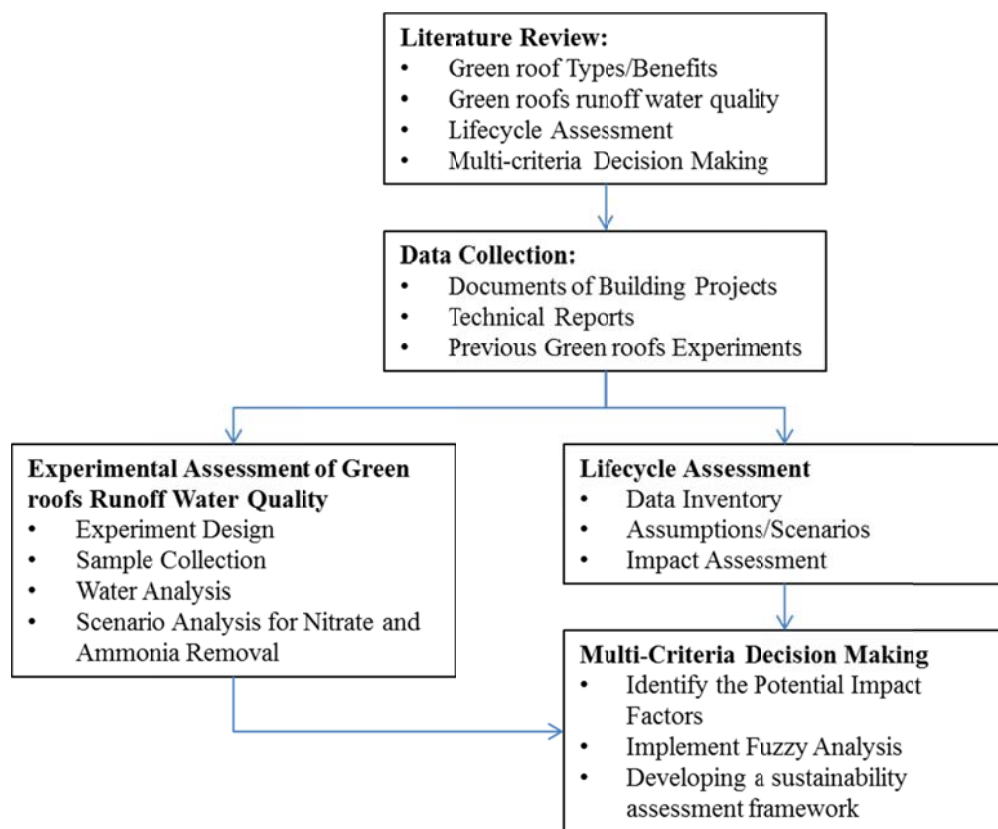 Literature Review:
• Green roof Types/Benefits
• Green roofs runoff water quality
• Lifecycle Assessment
• Multi-criteria Decision Making
Data Collection:
• Documents of Building Projects
• Technical Reports
• Previous Green roofs Experiments
Experimental Assessment of Green
roofs Runoff Water Quality
• Experiment Design
• Sample Collection
• Water Analysis
• Scenario Analysis for Nitrate and
Ammonia Removal
Lifecycle Assessment
• Data Inventory
• Assumptions/Scenarios
• Impact Assessment
Multi-Criteria Decision Making
• Identify the Potential Impact
Factors
• Implement Fuzzy Analysis
• Developing a sustainability
assessment framework